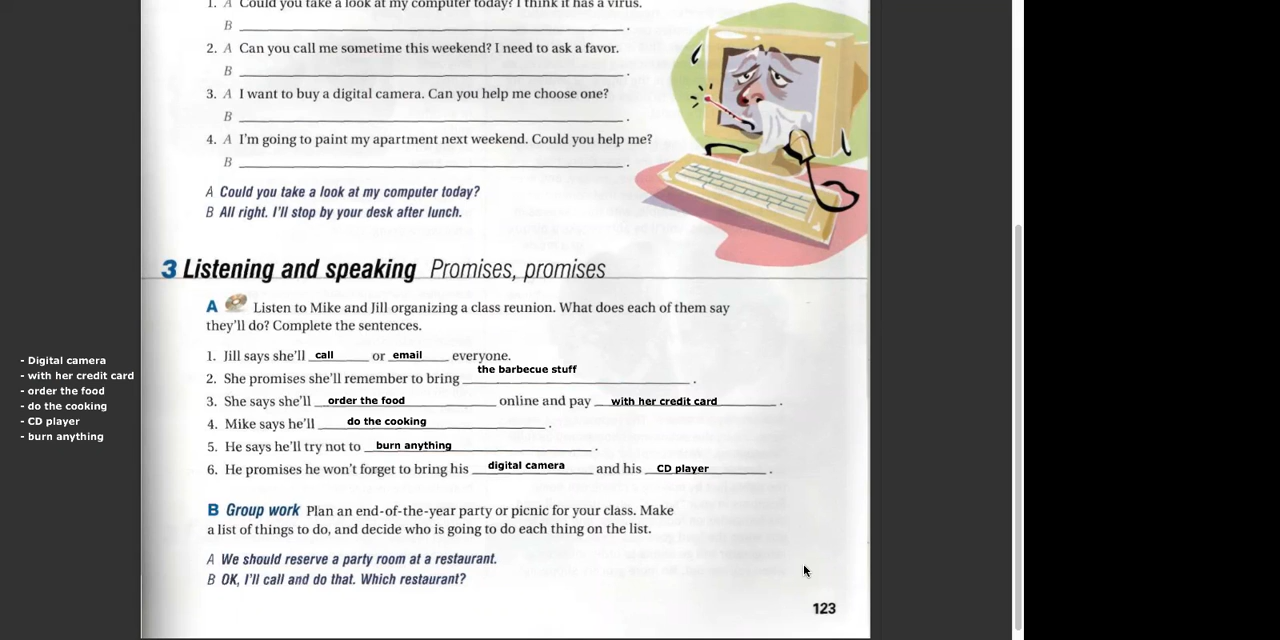 1. A Could you take a look at my computer today? I think it has a virus.
B ______ .
2. A Can you call me sometime this weekend? I need to ask a favor.
B ______ .
3. A I want to buy a digital camera. Can you help me choose one?
B ______ .
4. A I'm going to paint my apartment next weekend. Could you help me?
B ______ .
A Could you take a look at my computer today?
B All right. I'll stop by your desk after lunch.
3 Listening and speaking Promises, promises
A Listen to Mike and Jill organizing a class reunion. What does each of them say
they'll do? Complete the sentences.
1. Jill says she'll call or email everyone.
2. She promises she'll remember to bring the barbecue stuff .
3. She says she'll order the food online and pay with her credit card .
4. Mike says he'll do the cooking .
5. He says he'll try not to burn anything .
6. He promises he won't forget to bring his digital camera and his CD player .
B Group work Plan an end-of-the-year party or picnic for your class. Make
a list of things to do, and decide who is going to do each thing on the list.
A We should reserve a party room at a restaurant.
B OK, I'll call and do that. Which restaurant?
123
- Digital camera
- with her credit card
- order the food
- do the cooking
- CD player
- burn anything